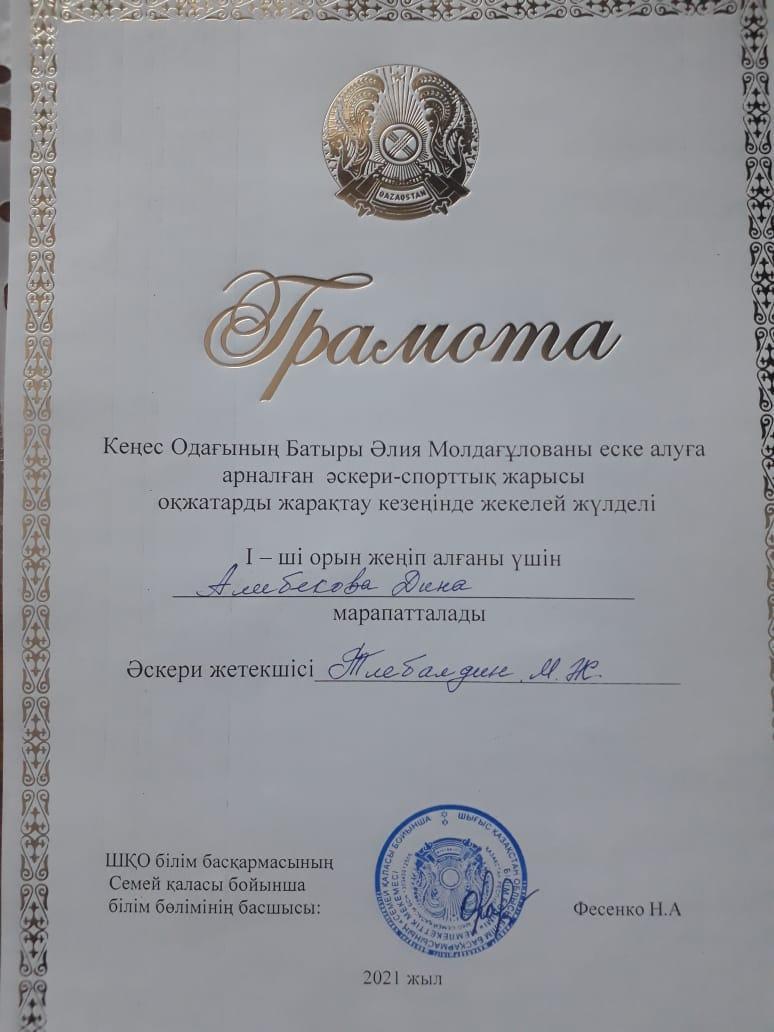 QAZAQSTAN
Грамота
Кеңес Одағының Батыры Әлия Молдағұлованы еске алуға
арналған әскери-спорттық жарысы
оқжатарды жарақтау кезеңінде жекелей жүлделі
I – ші орын жеңіп алғаны үшін
Алибекова Дина
марапатталады
Әскери жетекшісі Тлебалдин М.Ж.
ШҚО білім басқармасының
Семей қаласы бойынша
білім бөлімінің басшысы:
Фесенко Н.А
2021 жыл